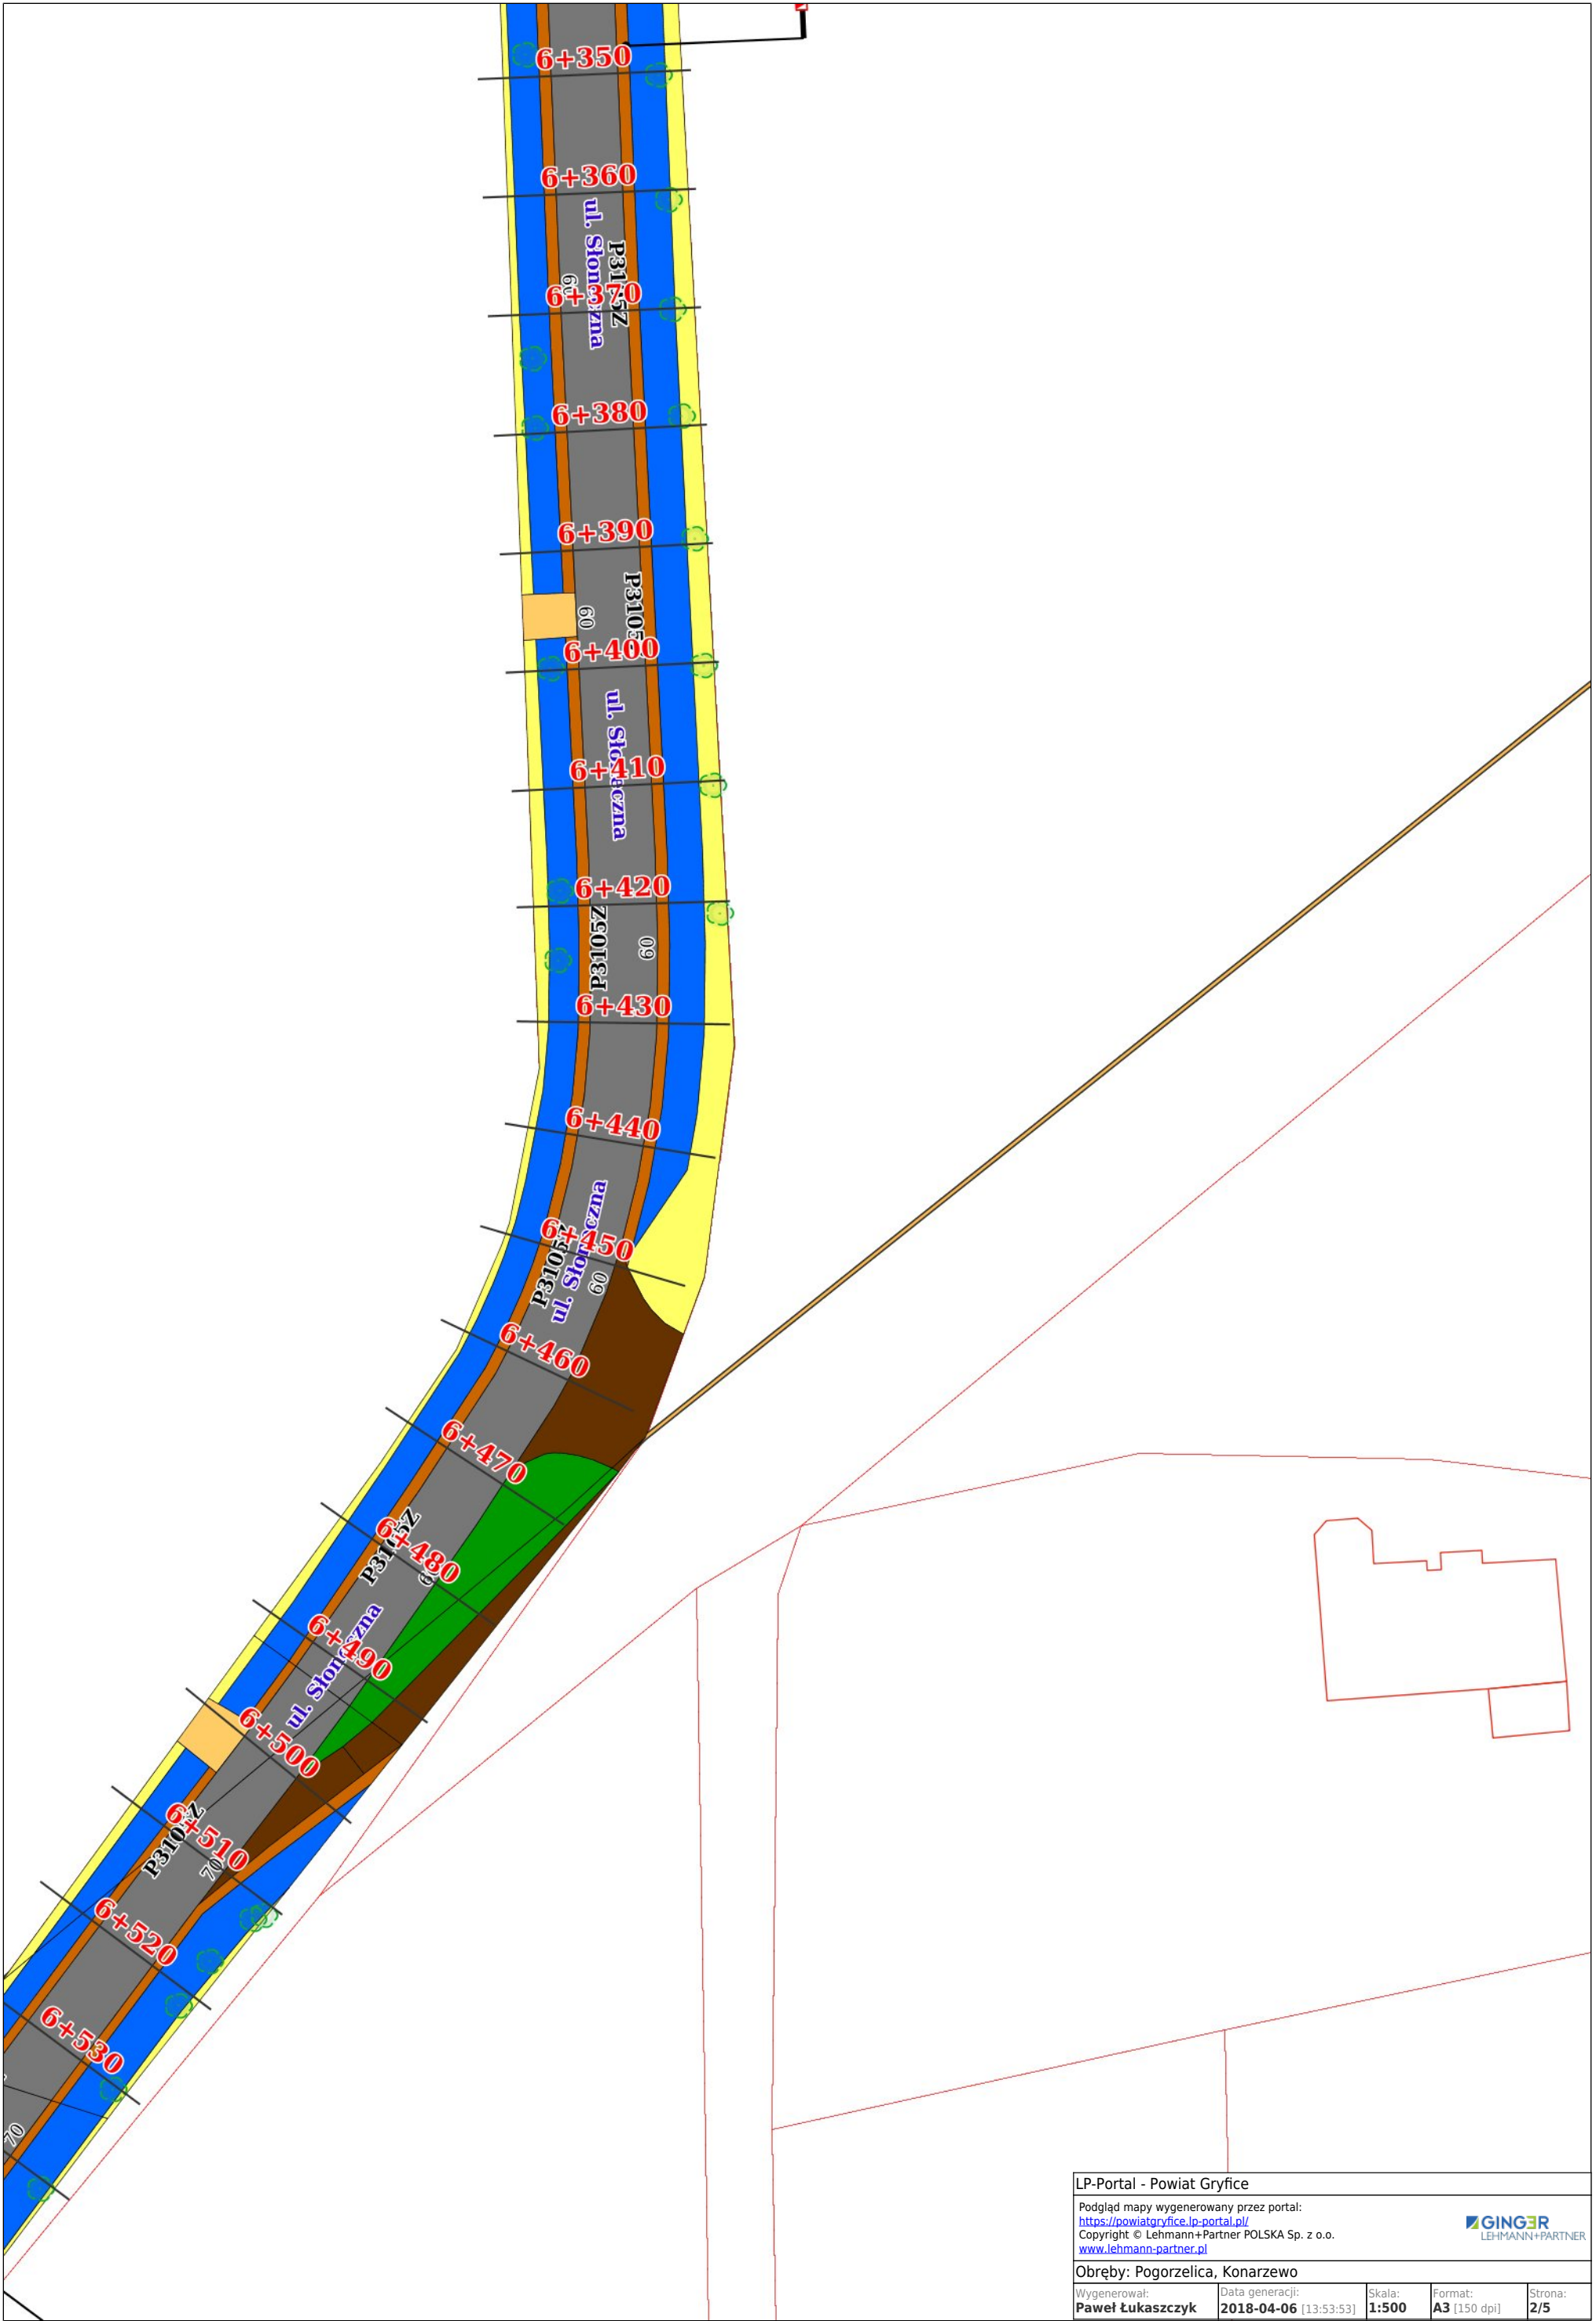 6+350
6+360
ul. Słoneczna
60
6+370
6+380
6+390
60
6+400
ul. Słoneczna
6+410
6+420
P3105Z
60
6+430
6+440
6+450
ul. Słoneczna
60
6+460
6+470
6+480
6+490
ul. Słoneczna
6+500
6+510
70
6+520
6+530
70
LP-Portal - Powiat Gryfice
Podgląd mapy wygenerowany przez portal:
https://powiatgryfice.lp-portal.pl/
Copyright © Lehmann+Partner POLSKA Sp. z o.o.
www.lehmann-partner.pl
GINGER
LEHMANN+PARTNER
Obręby: Pogorzelica, Konarzewo
Wygenerował: Data generacji: Skala: Format: Strona:
Paweł Łukaszczyk 2018-04-06 [13:53:53] 1:500 A3 [150 dpi] 2/5